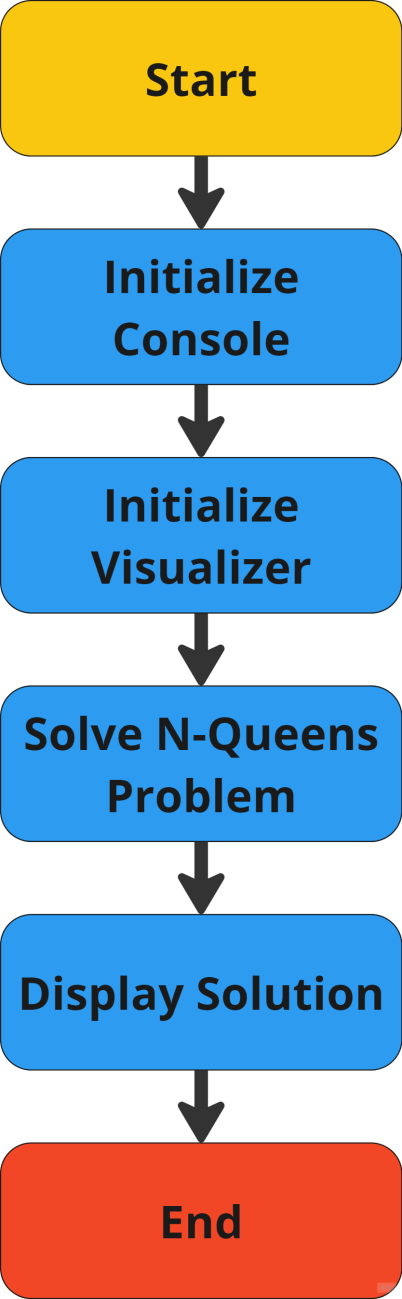 Start
Initialize
Console
Initialize
Visualizer
Solve N-Queens
Problem
Display Solution
End